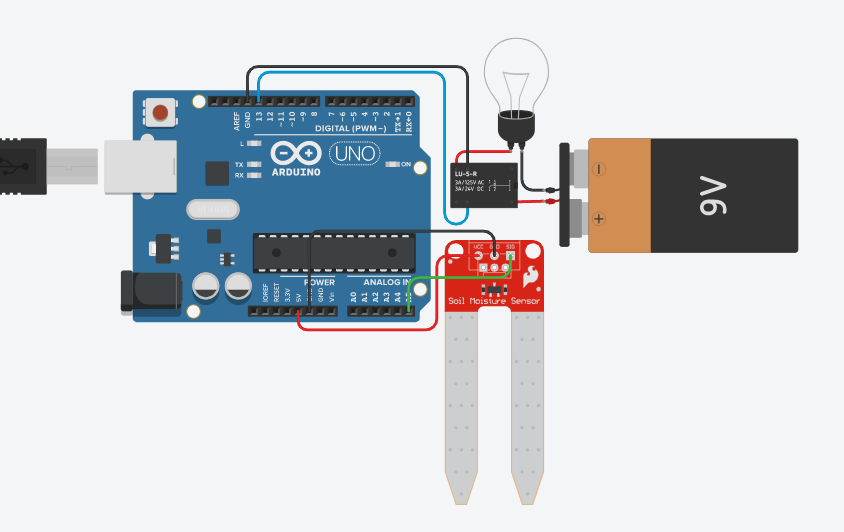 AREF
GND
13
12
~11
~10
~9
8
7
~6
~5
4
~3
2
TX→1
RX←0
DIGITAL (PWM~)
L
TX
RX
UNO
ON
ARDUINO
LU-5-R
3A/125V AC
3A/24V DC
9V
POWER
ANALOG IN
IOREF
RESET
3.3V
5V
GND
Vin
A0
A1
A2
A3
A4
VCC
GND
SIG
Soil Moisture Sensor